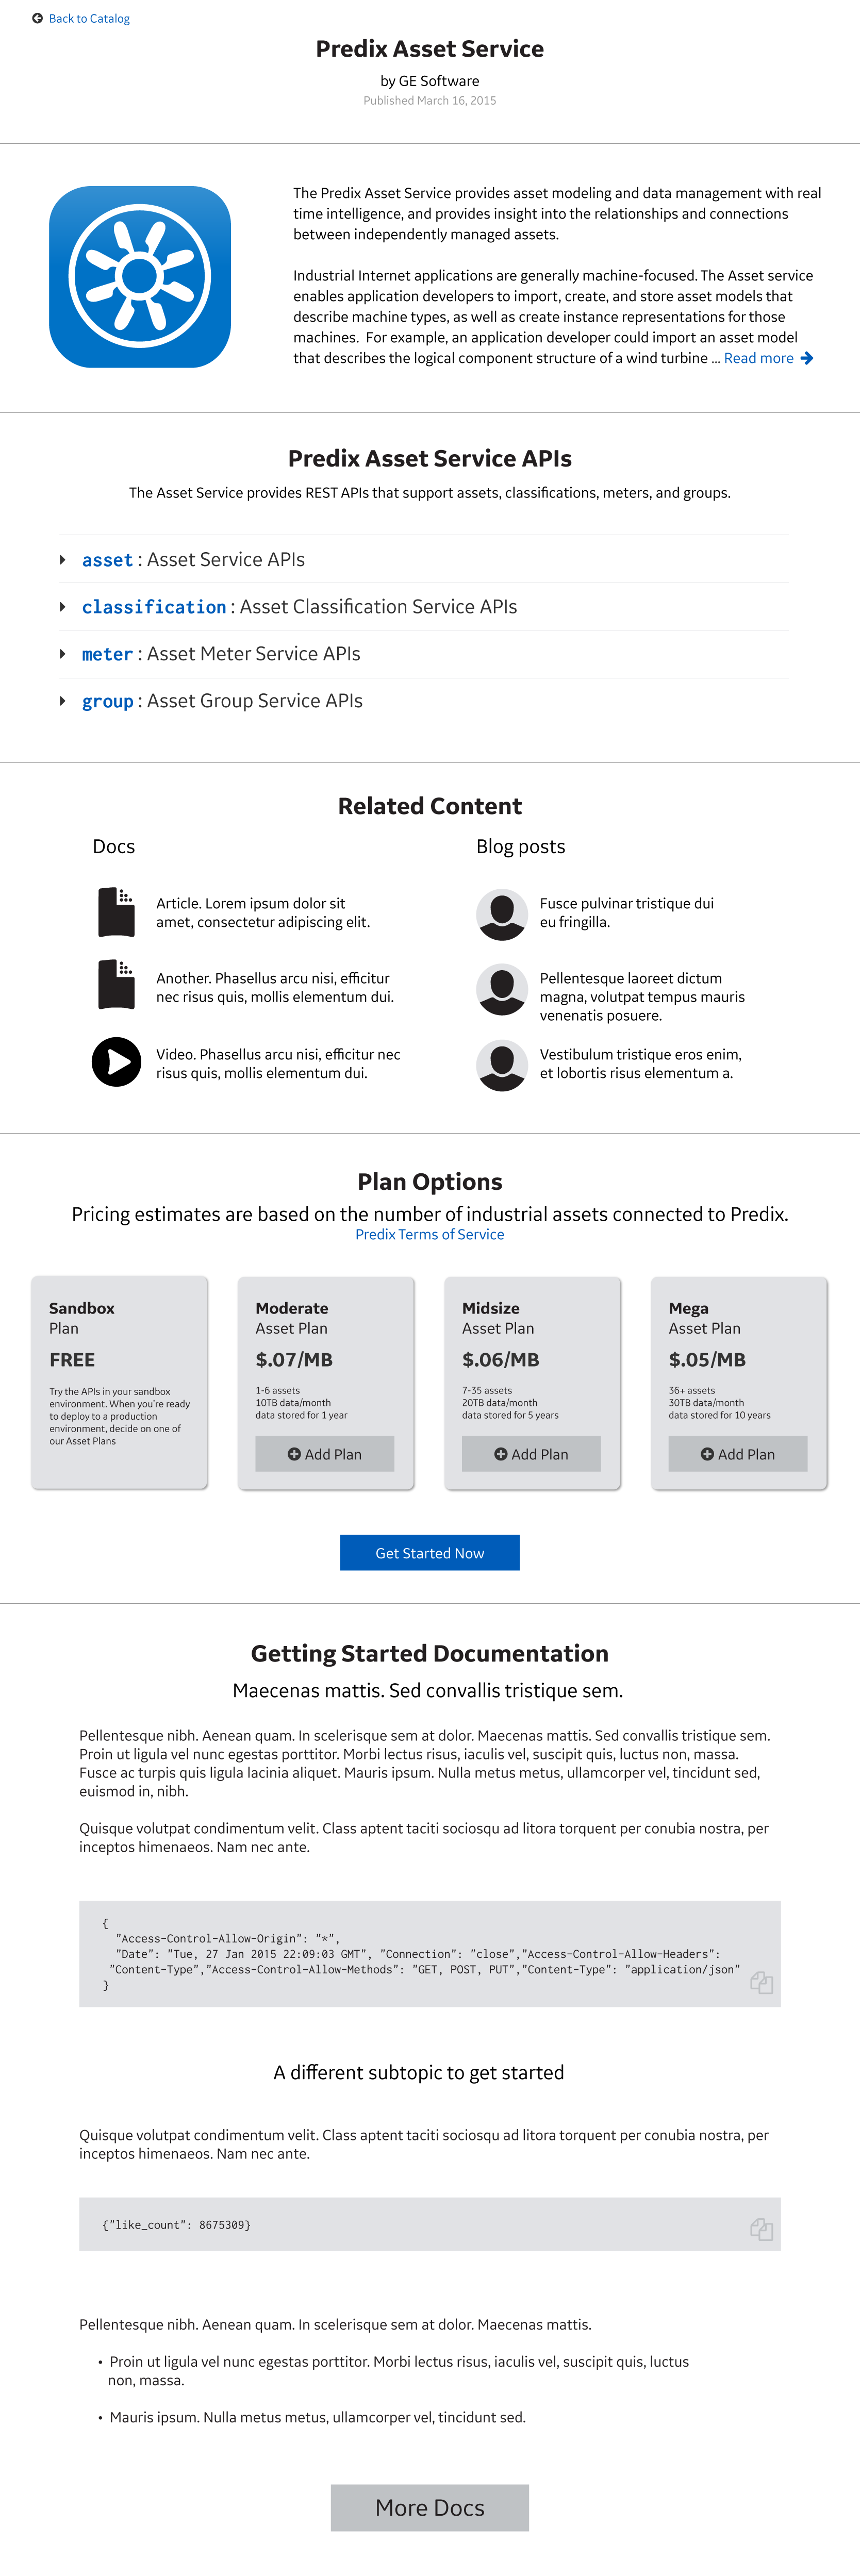 Back to Catalog
Predix Asset Service
by GE Software
Published March 16, 2015
The Predix Asset Service provides asset modeling and data management with real
time intelligence, and provides insight into the relationships and connections
between independently managed assets.
Industrial Internet applications are generally machine-focused. The Asset service
enables application developers to import, create, and store asset models that
describe machine types, as well as create instance representations for those
machines.  For example, an application developer could import an asset model
that describes the logical component structure of a wind turbine ... Read more
Predix Asset Service APIs
The Asset Service provides REST APIs that support assets, classifications, meters, and groups.
asset : Asset Service APIs
classification : Asset Classification Service APIs
meter : Asset Meter Service APIs
group : Asset Group Service APIs
Related Content
Docs
Article. Lorem ipsum dolor sit
amet, consectetur adipiscing elit.
Another. Phasellus arcu nisi, efficitur
nec risus quis, mollis elementum dui.
Video. Phasellus arcu nisi, efficitur nec
risus quis, mollis elementum dui.
Blog posts
Fusce pulvinar tristique dui
eu fringilla.
Pellentesque laoreet dictum
magna, volutpat tempus mauris
venenatis posuere.
Vestibulum tristique eros enim,
et lobortis risus elementum a.
Plan Options
Pricing estimates are based on the number of industrial assets connected to Predix.
Predix Terms of Service
Sandbox
Plan
FREE
Try the APIs in your sandbox
environment. When you're ready
to deploy to a production
environment, decide on one of
our Asset Plans
Moderate
Asset Plan
$.07/MB
1-6 assets
10TB data/month
data stored for 1 year
Add Plan
Midsize
Asset Plan
$.06/MB
7-35 assets
20TB data/month
data stored for 5 years
Add Plan
Mega
Asset Plan
$.05/MB
36+ assets
30TB data/month
data stored for 10 years
Add Plan
Get Started Now
Getting Started Documentation
Maecenas mattis. Sed convallis tristique sem.
Pellentesque nibh. Aenean quam. In scelerisque sem at dolor. Maecenas mattis. Sed convallis tristique sem.
Proin ut ligula vel nunc egestas porttitor. Morbi lectus risus, iaculis vel, suscipit quis, luctus non, massa.
Fusce ac turpis quis ligula lacinia aliquet. Mauris ipsum. Nulla metus metus, ullamcorper vel, tincidunt sed,
euismod in, nibh.
Quisque volutpat condimentum velit. Class aptent taciti sociosqu ad litora torquent per conubia nostra, per
inceptos himenaeos. Nam nec ante.
{
"Access-Control-Allow-Origin": "*",
"Date": "Tue, 27 Jan 2015 22:09:03 GMT", "Connection": "close","Access-Control-Allow-Headers":
"Content-Type","Access-Control-Allow-Methods": "GET, POST, PUT","Content-Type": "application/json"
}
A different subtopic to get started
Quisque volutpat condimentum velit. Class aptent taciti sociosqu ad litora torquent per conubia nostra, per
inceptos himenaeos. Nam nec ante.
{"like_count": 8675309}
Pellentesque nibh. Aenean quam. In scelerisque sem at dolor. Maecenas mattis.
• Proin ut ligula vel nunc egestas porttitor. Morbi lectus risus, iaculis vel, suscipit quis, luctus
non, massa.
• Mauris ipsum. Nulla metus metus, ullamcorper vel, tincidunt sed.
More Docs